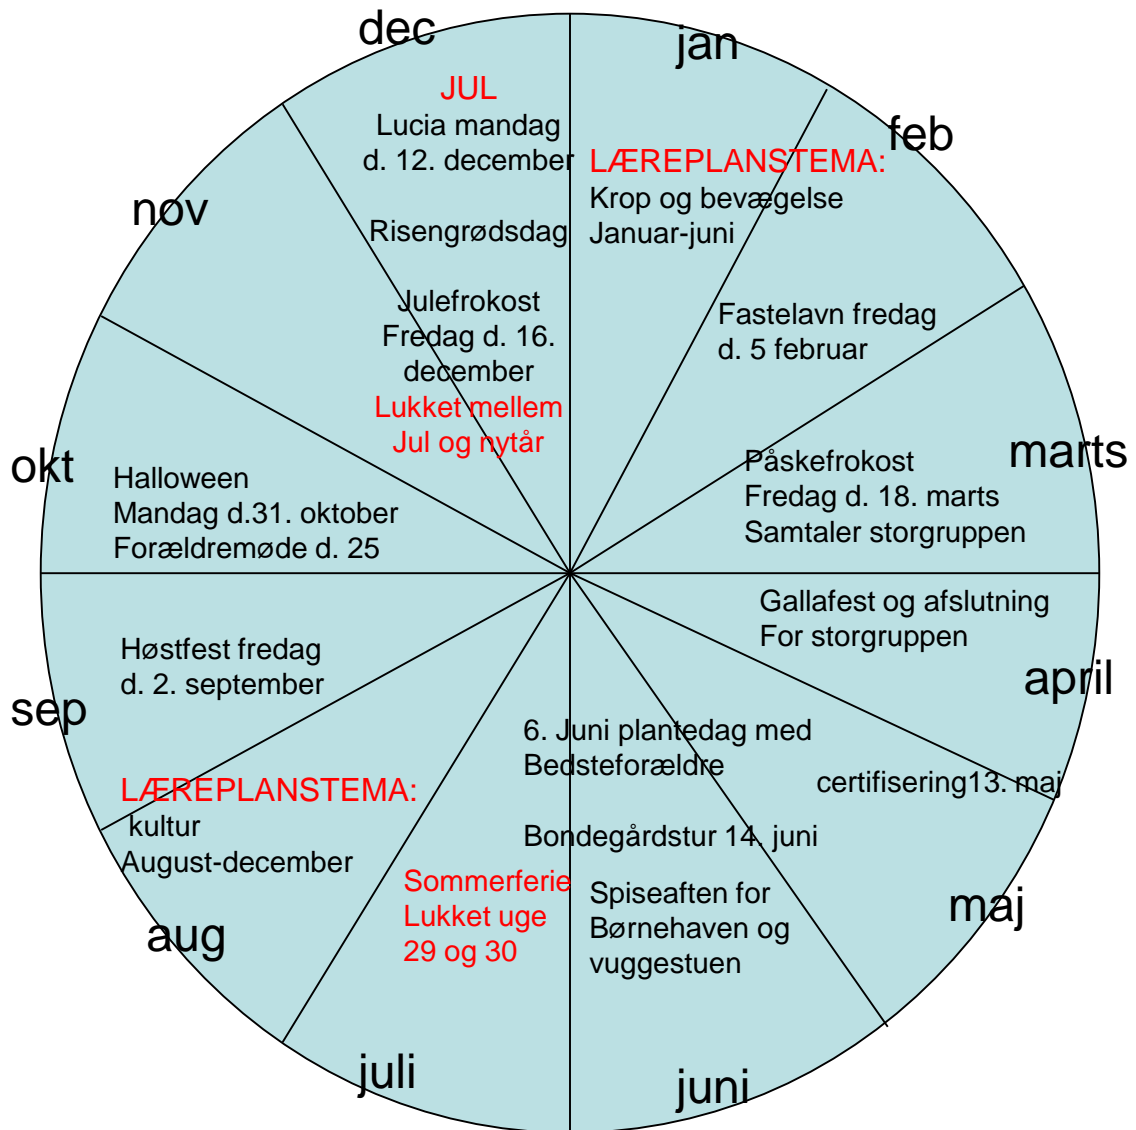 jan
LÆREPLANSTEMA:
Krop og bevægelse
Januar-juni
feb
Fastelavn fredag
d. 5 februar
marts
Påskefrokost
Fredag d. 18. marts
Samtaler storgruppen
april
Gallafest og afslutning
For storgruppen
maj
certifisering13. maj
juni
6. Juni plantedag med
Bedsteforældre
Bondegårdstur 14. juni
Spiseaften for
Børnehaven og
vuggestuen
juli
Sommerferie
Lukket uge
29 og 30
aug
LÆREPLANSTEMA:
kultur
August-december
sep
Høstfest fredag
d. 2. september
okt
Halloween
Mandag d.31. oktober
Forældremøde d. 25
nov
dec
JUL
Lucia mandag
d. 12. december
Risengrødsdag
Julefrokost
Fredag d. 16.
december
Lukket mellem
Jul og nytår